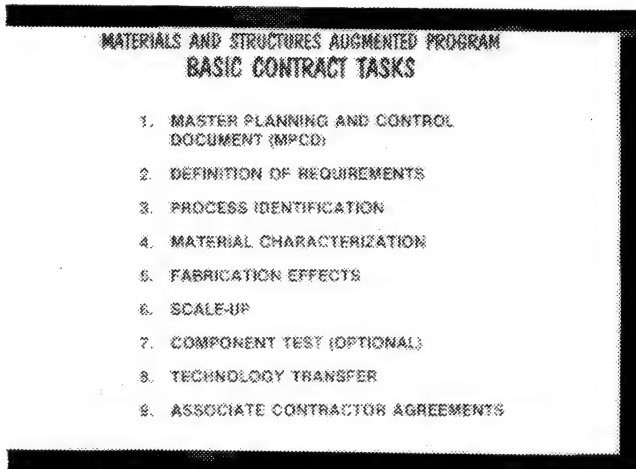 MATERIALS AND STRUCTURES AUGMENTED PROGRAM
BASIC CONTRACT TASKS
1. MASTER PLANNING AND CONTROL
DOCUMENT (MPCD)
2. DEFINITION OF REQUIREMENTS
3. PROCESS IDENTIFICATION
4. MATERIAL CHARACTERIZATION
5. FABRICATION EFFECTS
6. SCALE-UP
7. COMPONENT TEST (OPTIONAL)
8. TECHNOLOGY TRANSFER
9. ASSOCIATE CONTRACTOR AGREEMENTS